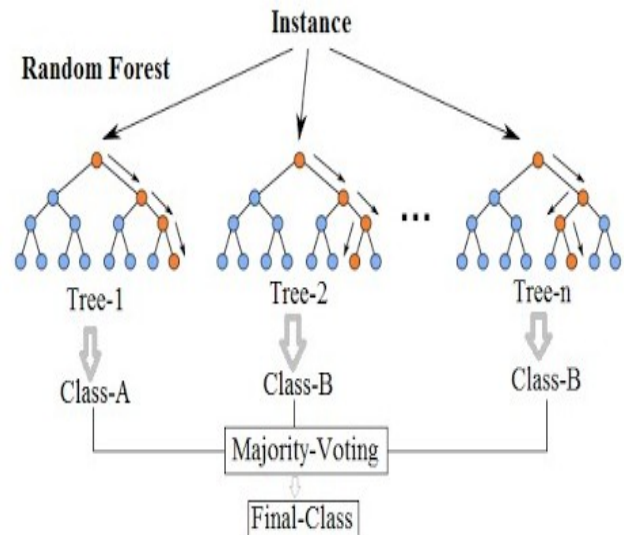 Instance
Random Forest
...
Tree-1
Tree-2
Tree-n
Class-A
Class-B
Class-B
Majority-Voting
Final-Class